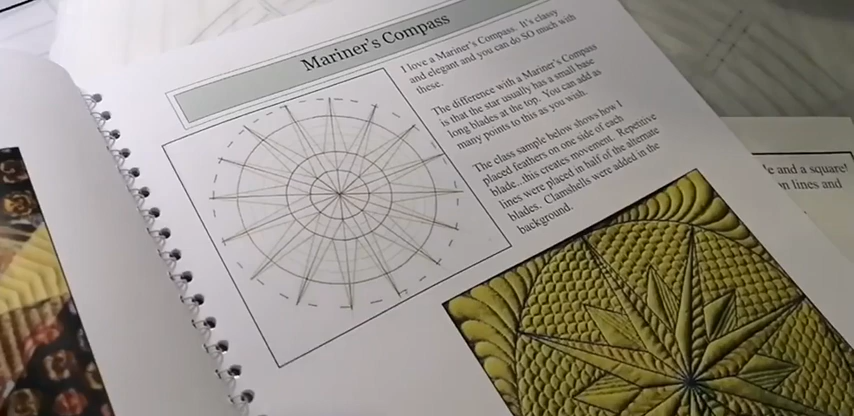 Mariner's Compass
I love a Mariner's Compass. It's classy
and elegant and you can do SO much with
these.
The difference with a Mariner's Compass
is that the star usually has a small base
long blades at the top. You can add as
many points to this as you wish.
The class sample below shows how I
placed feathers on one side of each
blade...this creates movement. Repetitive
lines were placed in half of the alternate
blades. Clamshells were added in the
background.
and a square!
lines and